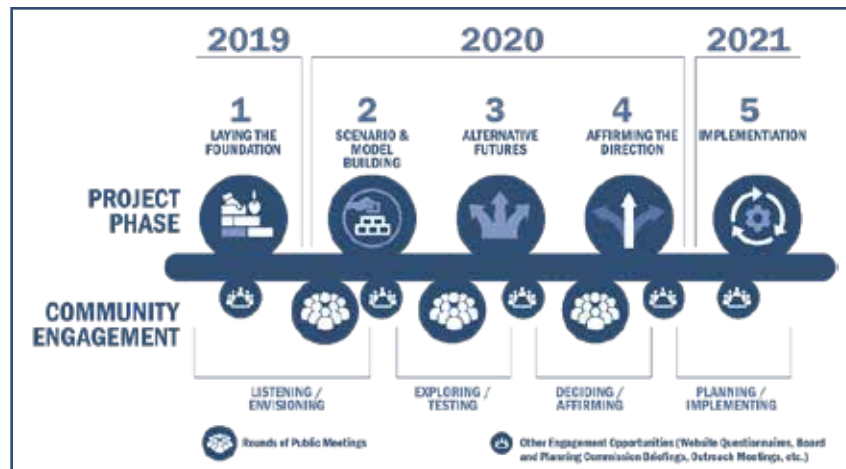 2019
2020
2021
1
LAYING THE
FOUNDATION
2
SCENARIO &
MODEL
BUILDING
3
ALTERNATIVE
FUTURES
4
AFFIRMING THE
DIRECTION
5
IMPLEMENTIATION
PROJECT
PHASE
COMMUNITY
ENGAGEMENT
LISTENING /
ENVISIONING
EXPLORING /
TESTING
DECIDING /
AFFIRMING
PLANNING /
IMPLEMENTING
Rounds of Public Meetings
Other Engagement Opportunities (Website Questionnaires, Board
and Planning Commission Briefings, Outreach Meetings, etc.)